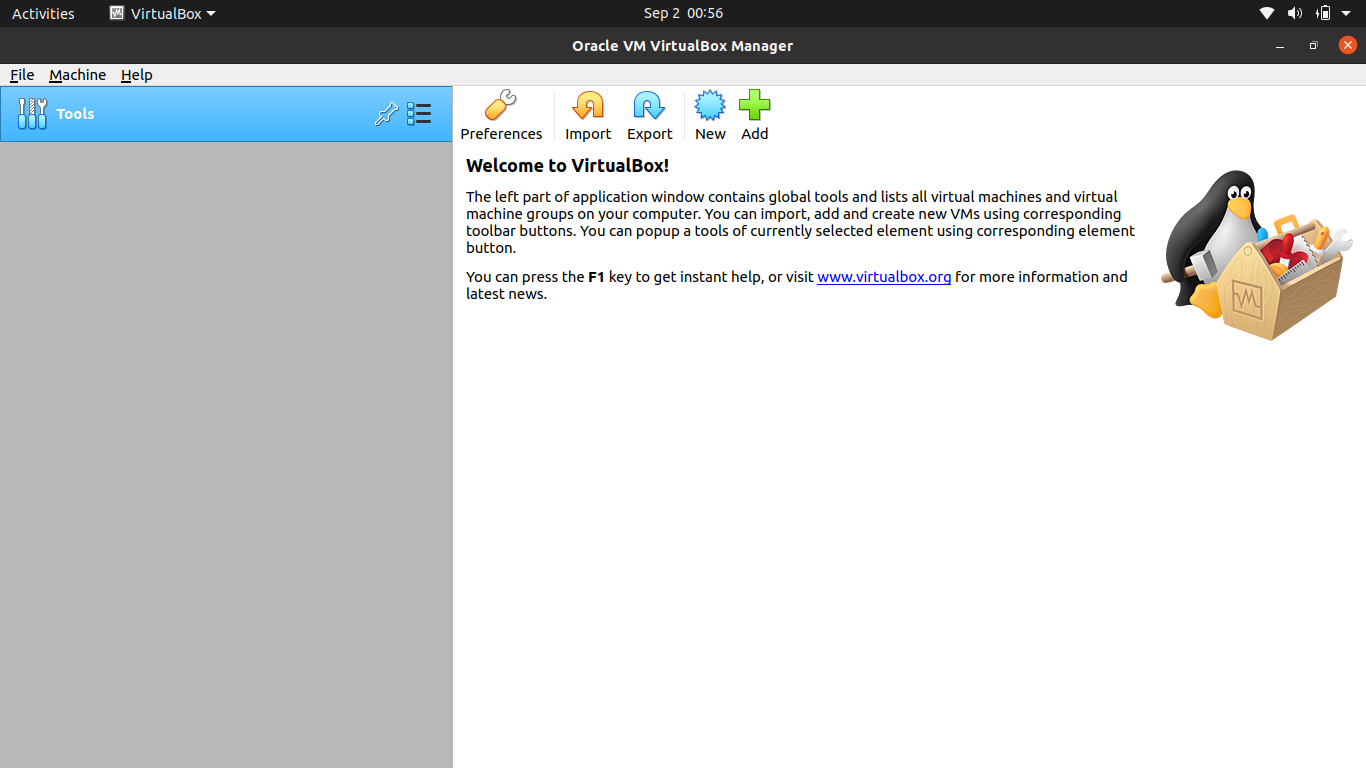 Activities VirtualBox Sep 2 00:56
Oracle VM VirtualBox Manager
File Machine Help
Tools
Preferences Import Export New Add
Welcome to VirtualBox!
The left part of application window contains global tools and lists all virtual machines and virtual
machine groups on your computer. You can import, add and create new VMs using corresponding
toolbar buttons. You can popup a tools of currently selected element using corresponding element
button.
You can press the F1 key to get instant help, or visit www.virtualbox.org for more information and
latest news.